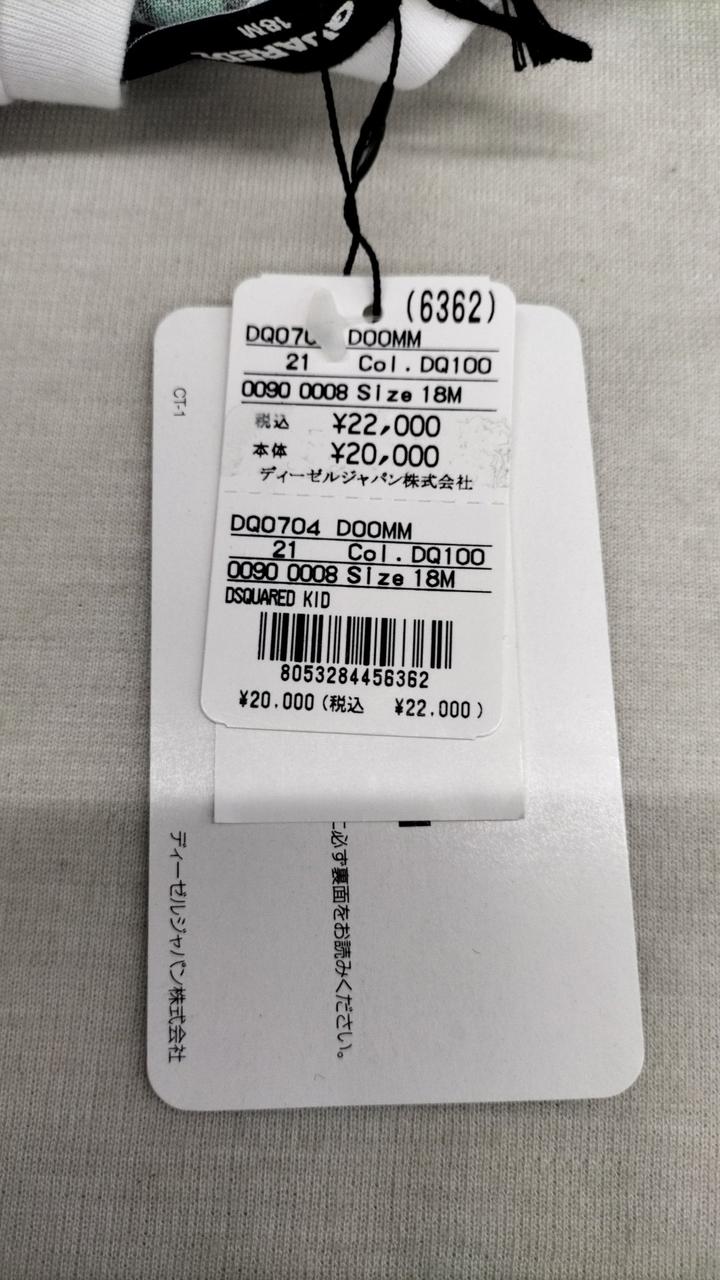 18M
(6362)
DOOMM
21 Col.DQ100
0090 0008 Size 18M
税込 ¥22,000
本体 ¥20,000
ディーゼルジャパン株式会社
DQ0704 DOOMM
21 Col.DQ100
0090 0008 Size 18M
DSQUARED KID
8053284456362
¥20.000(税込 ¥22.000)
CT-1
必ず裏面をお読みください。
ディーゼルジャパン株式会社